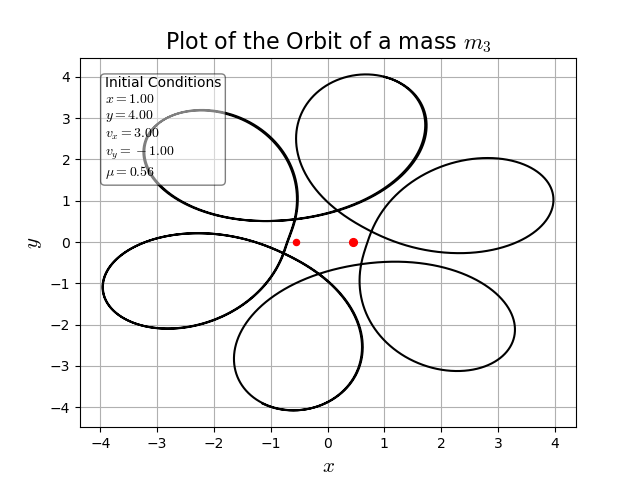 Plot of the Orbit of a mass m₃
4
Initial Conditions
x = 1.00
y = 4.00
3
vₓ = 3.00
v_y = −1.00
2
μ = 0.56
1
y
0
−1
−2
−3
−4
−4 −3 −2 −1 0 1 2 3 4
x